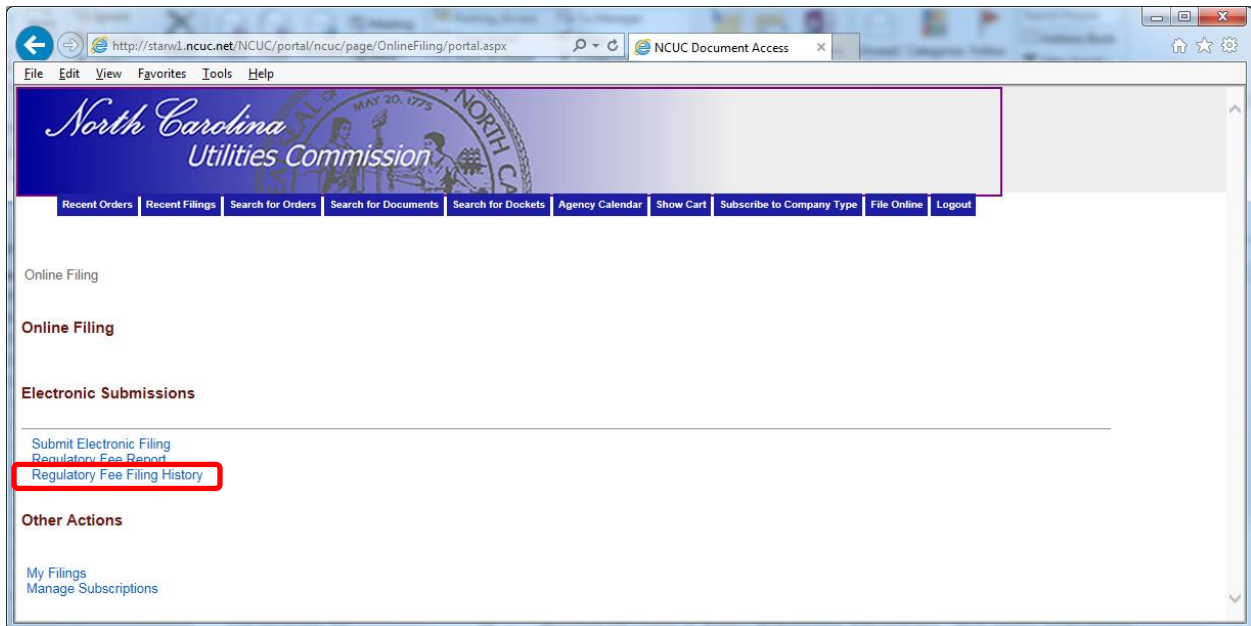 http://starw1.ncuc.net/NCUC/portal/ncuc/page/OnlineFiling/portal.aspx
NCUC Document Access
File Edit View Favorites Tools Help
North Carolina
Utilities Commission
MAY 20, 1775
Recent Orders Recent Filings Search for Orders Search for Documents Search for Dockets Agency Calendar Show Cart Subscribe to Company Type File Online Logout
Online Filing
Online Filing
Electronic Submissions
Submit Electronic Filing
Regulatory Fee Report
Regulatory Fee Filing History
Other Actions
My Filings
Manage Subscriptions